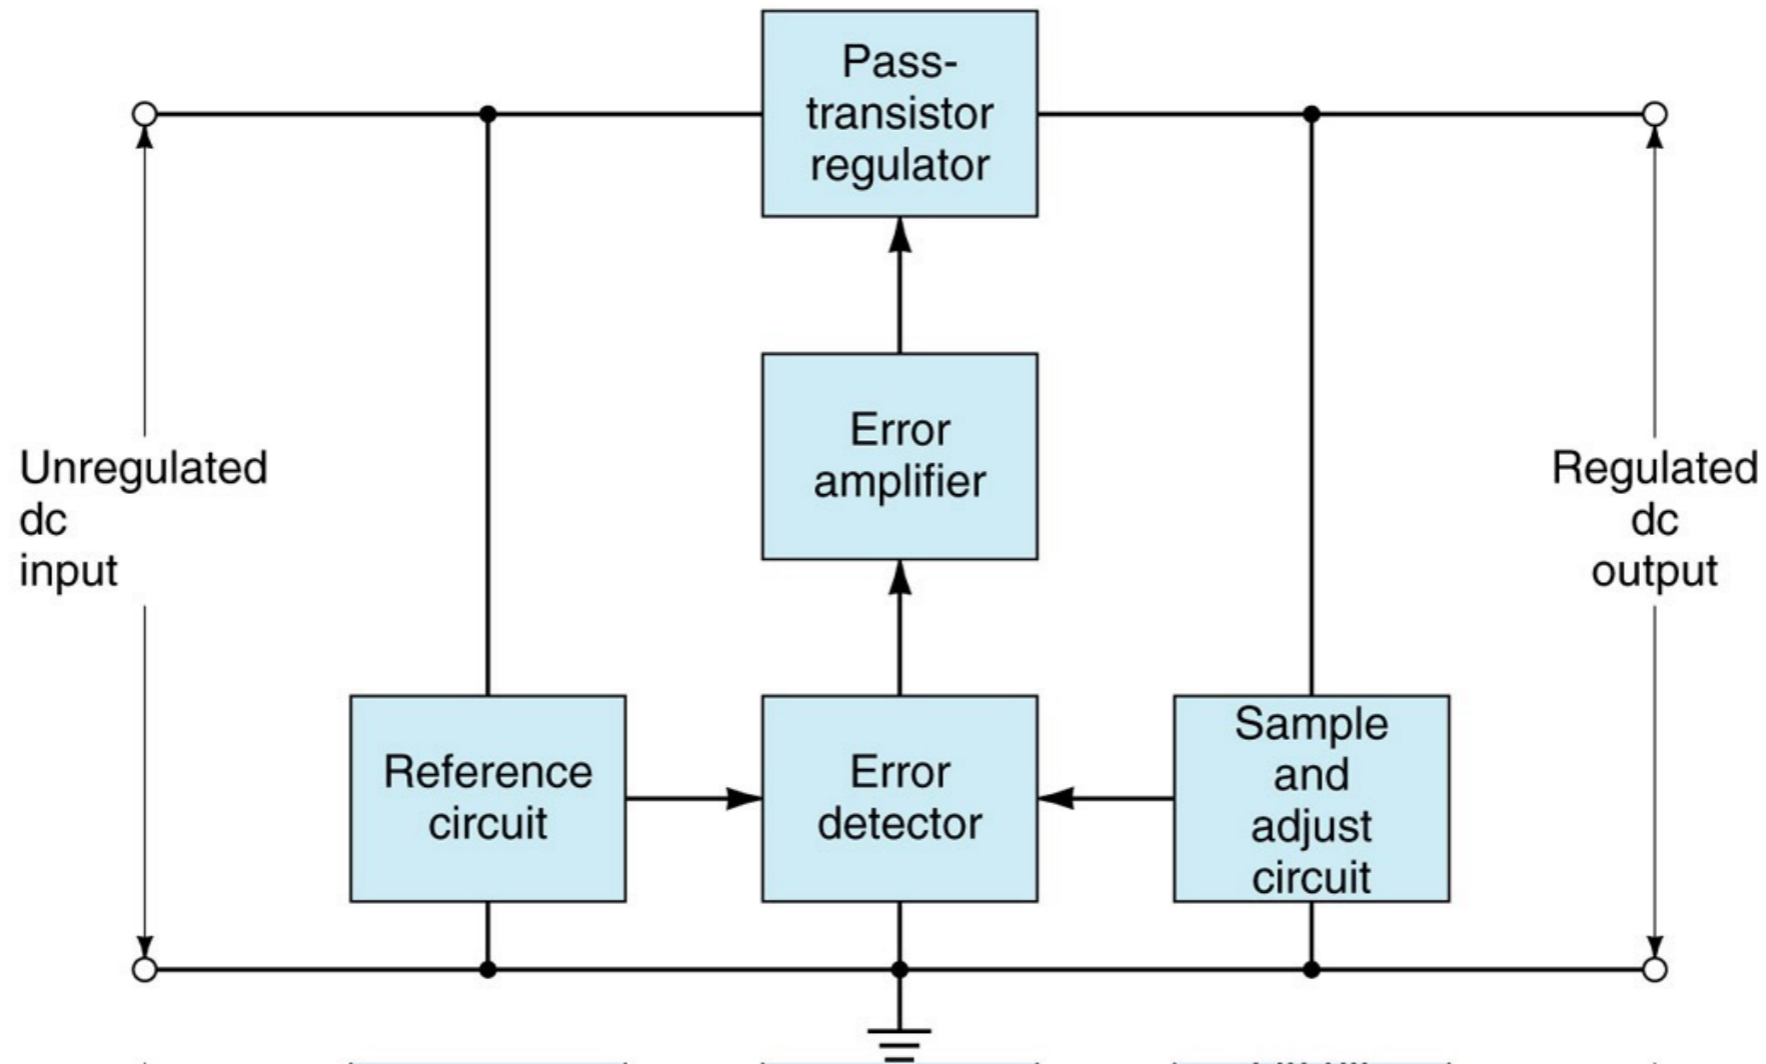 Pass-
transistor
regulator
Error
amplifier
Unregulated
dc
input
Regulated
dc
output
Reference
circuit
Error
detector
Sample
and
adjust
circuit